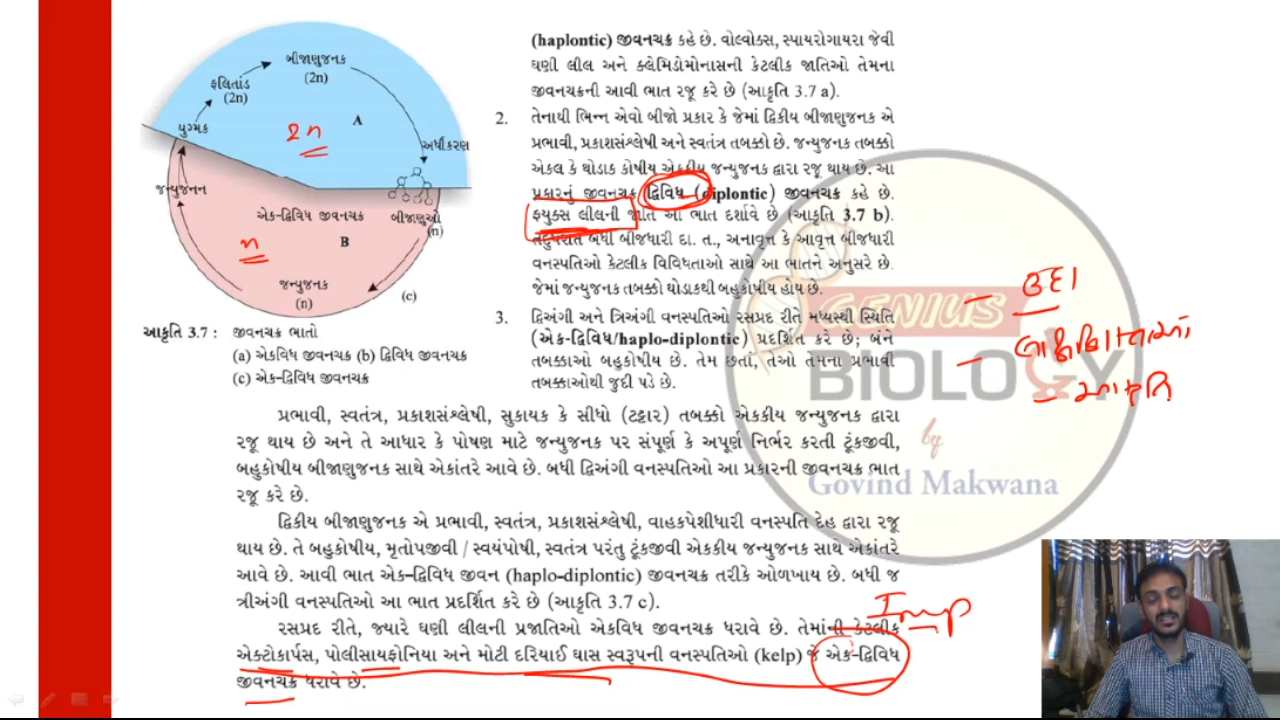 બીજાણુજનક
(2n)
ફલિતાંડ
(2n)
યુગ્મક
A
2n
અર્ધીકરણ
જન્યુજનન
એક-દ્વિવિધ જીવનચક્ર
બીજાણુઓ
(n)
B
n
જન્યુજનક
(n)
(c)
આકૃતિ 3.7 : જીવનચક્ર ભાતો
(a) એકવિધ જીવનચક્ર (b) દ્વિવિધ જીવનચક્ર
(c) એક-દ્વિવિધ જીવનચક્ર
(haplontic) જીવનચક્ર કહે છે. વોલ્વોક્સ, સ્પાયરોગાયરા જેવી
ઘણી લીલ અને ક્લેમિડોમોનાસની કેટલીક જાતિઓ તેમના
જીવનચક્રની આવી ભાત રજૂ કરે છે (આકૃતિ 3.7 a).
2. તેનાથી ભિન્ન એવો બીજો પ્રકાર કે જેમાં દ્વિકીય બીજાણુજનક એ
પ્રભાવી, પ્રકાશસંશ્લેષી અને સ્વતંત્ર તબક્કો છે. જન્યુજનક તબક્કો
એકલ કે થોડાક કોષીય એકકીય જન્યુજનક દ્વારા રજૂ થાય છે. આ
પ્રકારનું જીવનચક્ર દ્વિવિધ (diplontic) જીવનચક્ર કહે છે.
ફયુક્સ લીલની જાતિ આ ભાત દર્શાવે છે (આકૃતિ 3.7 b).
તદુપરાંત બધી બીજધારી દા. ત., અનાવૃત્ત કે આવૃત્ત બીજધારી
વનસ્પતિઓ કેટલીક વિવિધતાઓ સાથે આ ભાતને અનુસરે છે.
જેમાં જન્યુજનક તબક્કો થોડાકથી બહુકોષીય હોય છે.
3. દ્વિઅંગી અને ત્રિઅંગી વનસ્પતિઓ રસપ્રદ રીતે મધ્યસ્થી સ્થિતિ
(એક-દ્વિવિધ/haplo-diplontic) પ્રદર્શિત કરે છે; બંને
તબક્કાઓ બહુકોષીય છે. તેમ છતાં, તેઓ તેમના પ્રભાવી
તબક્કાઓથી જુદી પડે છે.
પ્રભાવી, સ્વતંત્ર, પ્રકાશસંશ્લેષી, સુકાયક કે સીધો (ટટ્ટાર) તબક્કો એકકીય જન્યુજનક દ્વારા
રજૂ થાય છે અને તે આધાર કે પોષણ માટે જન્યુજનક પર સંપૂર્ણ કે અપૂર્ણ નિર્ભર કરતી ટૂંકજીવી,
બહુકોષીય બીજાણુજનક સાથે એકાંતરે આવે છે. બધી દ્વિઅંગી વનસ્પતિઓ આ પ્રકારની જીવનચક્ર ભાત
રજૂ કરે છે.
દ્વિકીય બીજાણુજનક એ પ્રભાવી, સ્વતંત્ર, પ્રકાશસંશ્લેષી, વાહકપેશીધારી વનસ્પતિ દેહ દ્વારા રજૂ
થાય છે. તે બહુકોષીય, મૃતોપજીવી / સ્વયંપોષી, સ્વતંત્ર પરંતુ ટૂંકજીવી એકકીય જન્યુજનક સાથે એકાંતરે
આવે છે. આવી ભાત એક-દ્વિવિધ જીવન (haplo-diplontic) જીવનચક્ર તરીકે ઓળખાય છે. બધી જ
ત્રીઅંગી વનસ્પતિઓ આ ભાત પ્રદર્શિત કરે છે (આકૃતિ 3.7 c).
Imp
રસપ્રદ રીતે, જ્યારે ઘણી લીલની પ્રજાતિઓ એકવિધ જીવનચક્ર ધરાવે છે. તેમાંની કેટલીક
એક્ટોકાર્પસ, પોલીસાયફોનિયા અને મોટી દરિયાઈ ઘાસ સ્વરૂપની વનસ્પતિઓ (kelp) જ એક-દ્વિવિધ
જીવનચક્ર ધરાવે છે.
GENIUS
BIOLOGY
by
Govind Makwana
- ઉદા
- લાક્ષણિકતાઓ
- આકૃતિ